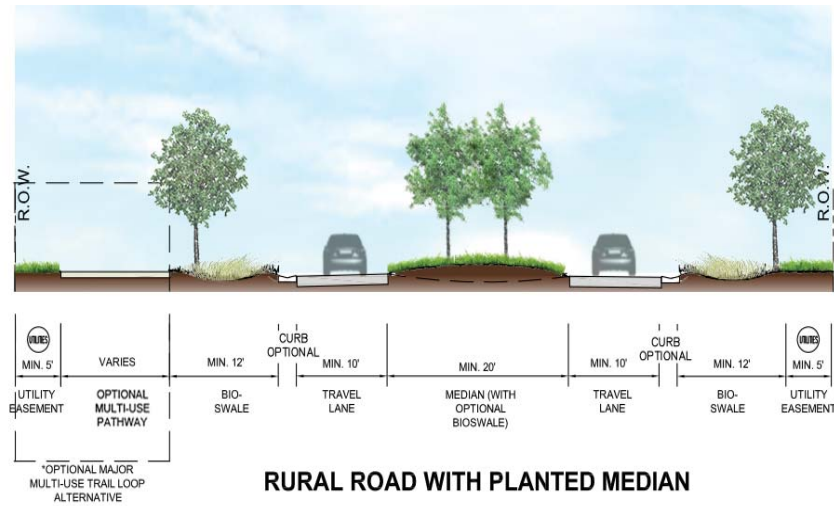 R.O.W.
R.O.W.
UTILITIES
UTILITIES
CURB
OPTIONAL
CURB
OPTIONAL
MIN. 5'
VARIES
MIN. 12'
MIN. 10'
MIN. 20'
MIN. 10'
MIN. 12'
MIN. 5'
UTILITY
EASEMENT
OPTIONAL
MULTI-USE
PATHWAY
BIO-
SWALE
TRAVEL
LANE
MEDIAN (WITH
OPTIONAL
BIOSWALE)
TRAVEL
LANE
BIO-
SWALE
UTILITY
EASEMENT
*OPTIONAL MAJOR
MULTI-USE TRAIL LOOP
ALTERNATIVE
RURAL ROAD WITH PLANTED MEDIAN